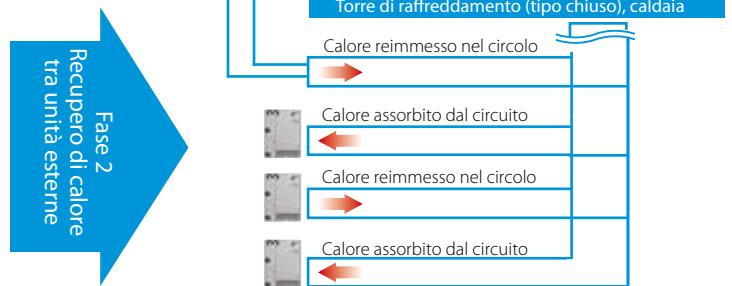 Torre di raffreddamento (tipo chiuso), caldaia
Calore reimmesso nel circolo
Calore assorbito dal circuito
Calore reimmesso nel circolo
Calore assorbito dal circuito
Fase 2
Recupero di calore
tra unità esterne